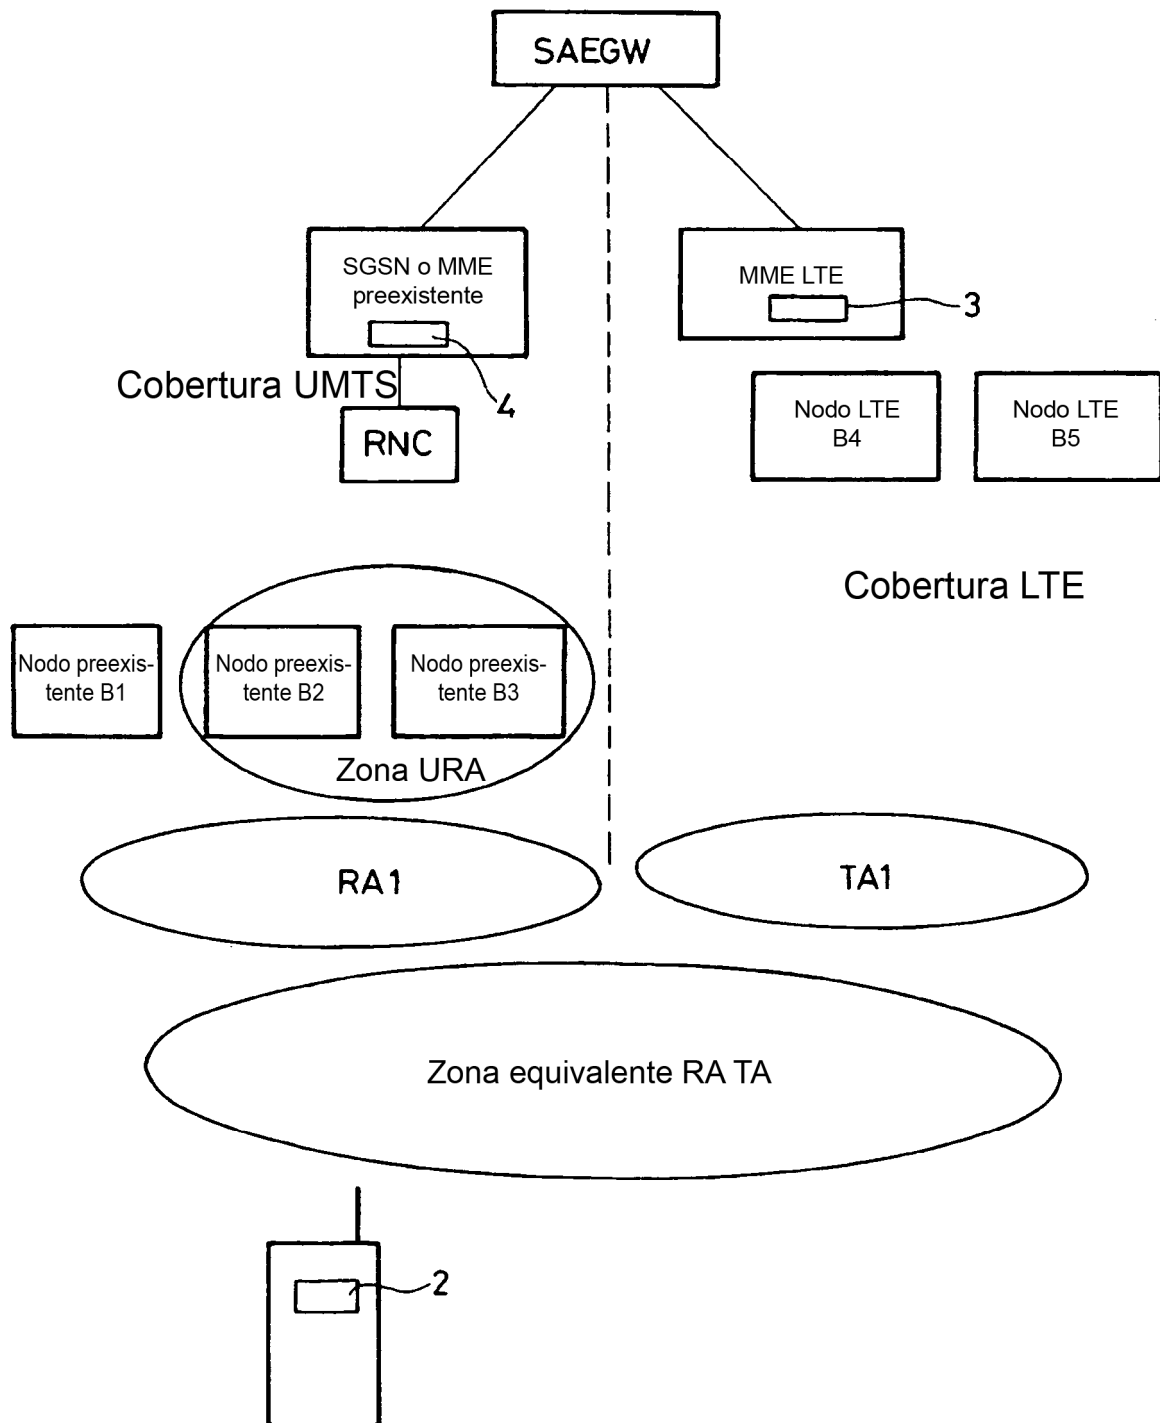 SAEGW
SGSN o MME
preexistente
MME LTE
3
Cobertura UMTS
4
RNC
Nodo LTE
B4
Nodo LTE
B5
Cobertura LTE
Nodo preexis-
tente B1
Nodo preexis-
tente B2
Nodo preexis-
tente B3
Zona URA
RA1
TA1
Zona equivalente RA TA
2